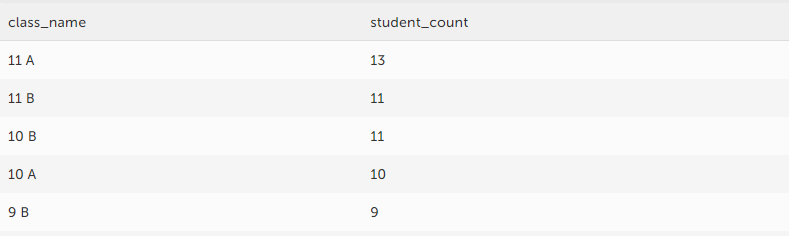 class_name student_count
11 A 13
11 B 11
10 B 11
10 A 10
9 B 9